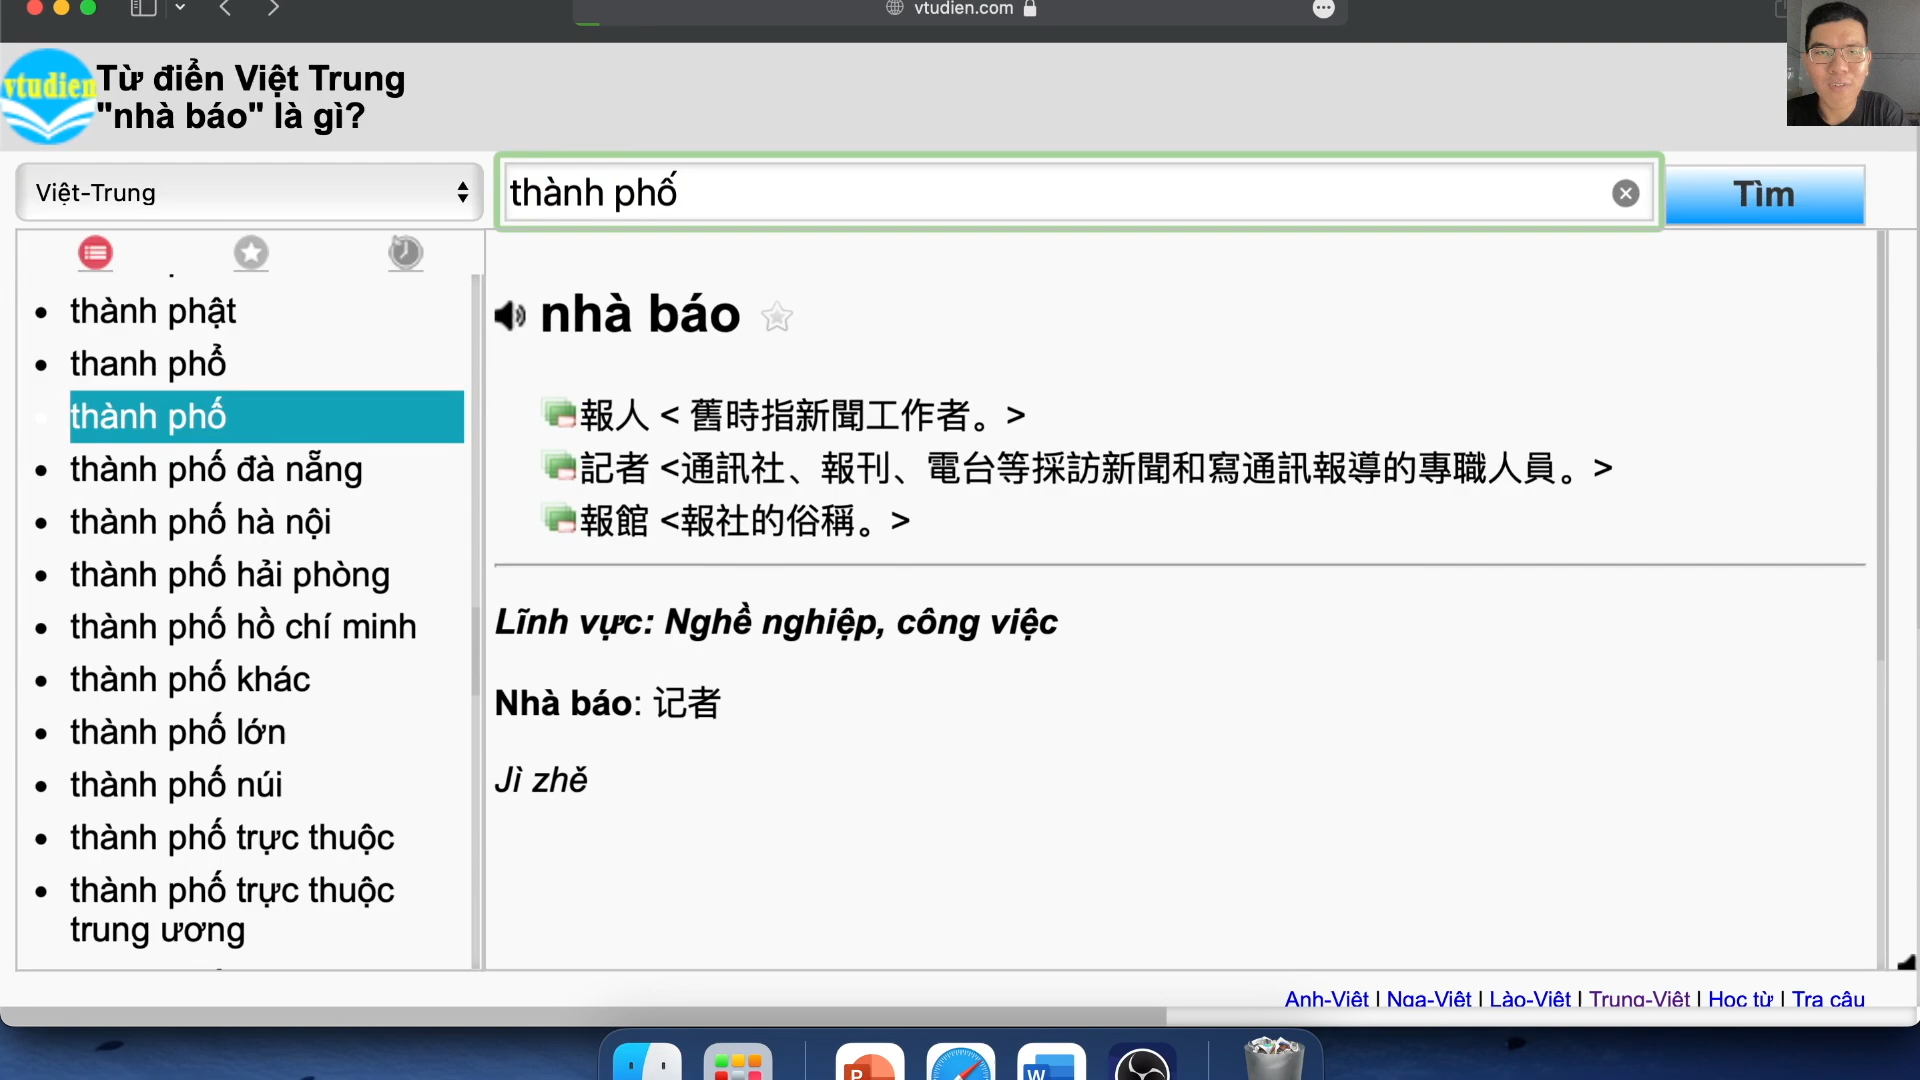 vtudien.com
vtudien
Từ điển Việt Trung
"nhà báo" là gì?
Việt-Trung
thành phố
Tìm
thành phật
thanh phổ
thành phố
thành phố đà nẵng
thành phố hà nội
thành phố hải phòng
thành phố hồ chí minh
thành phố khác
thành phố lớn
thành phố núi
thành phố trực thuộc
thành phố trực thuộc
trung ương
nhà báo
報人 < 舊時指新聞工作者。>
記者 <通訊社、報刊、電台等採訪新聞和寫通訊報導的專職人員。>
報館 <報社的俗稱。>
Lĩnh vực: Nghề nghiệp, công việc
Nhà báo: 记者
Jì zhě
Anh-Việt | Nga-Việt | Lào-Việt | Trung-Việt | Học từ | Tra câu
P
W